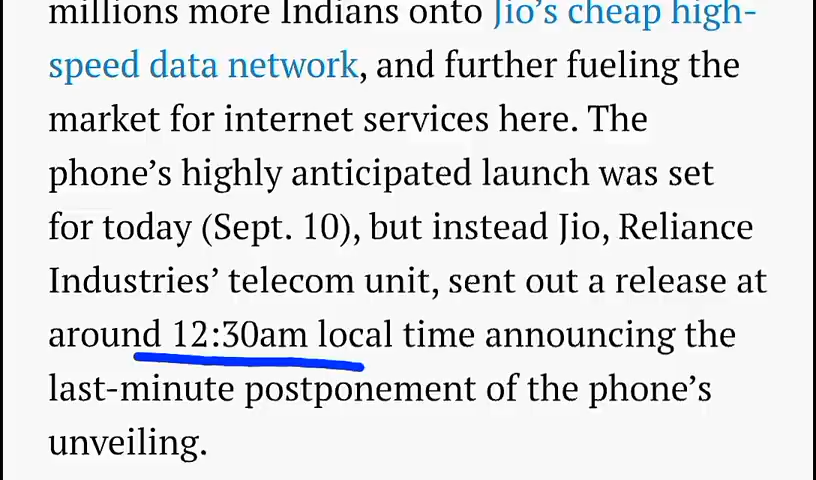 millions more Indians onto Jio’s cheap high-
speed data network, and further fueling the
market for internet services here. The
phone’s highly anticipated launch was set
for today (Sept. 10), but instead Jio, Reliance
Industries’ telecom unit, sent out a release at
around 12:30am local time announcing the
last-minute postponement of the phone’s
unveiling.